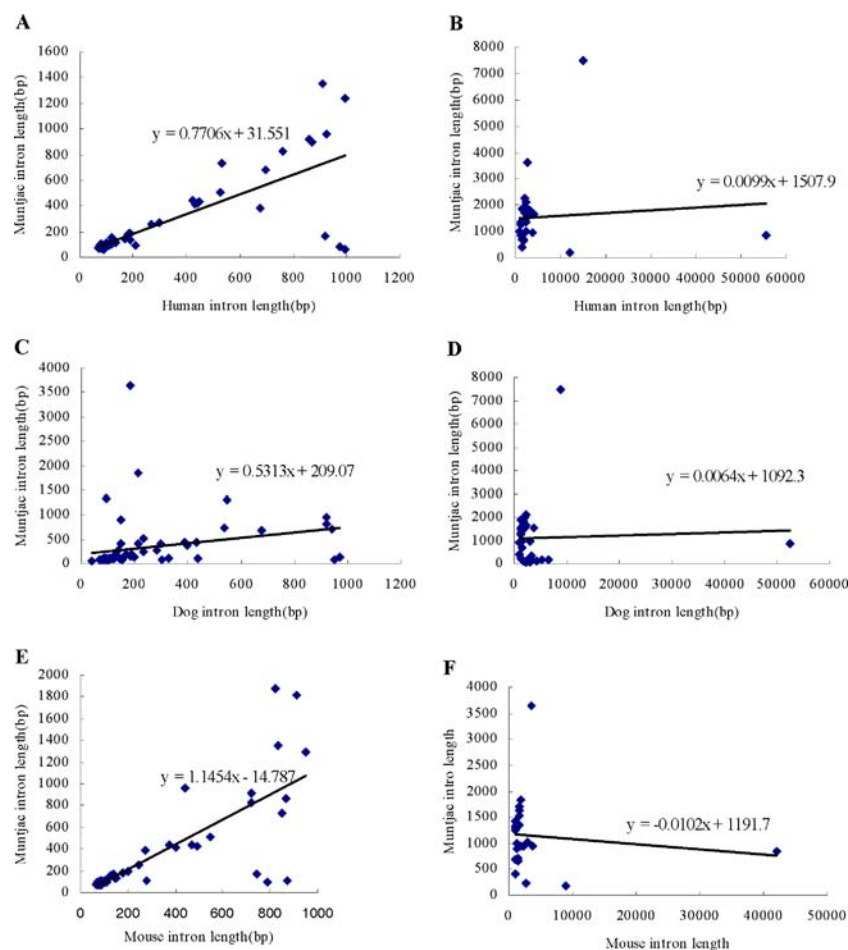 A
Muntjac intron length(bp)
1600
1400
1200
1000
800
600
400
200
0
y = 0.7706x + 31.551
0 200 400 600 800 1000 1200
Human intron length(bp)
B
Muntjac intron length(bp)
8000
7000
6000
5000
4000
3000
2000
1000
0
y = 0.0099x + 1507.9
0 10000 20000 30000 40000 50000 60000
Human intron length(bp)
C
Muntjac intron length(bp)
4000
3500
3000
2500
2000
1500
1000
500
0
y = 0.5313x + 209.07
0 200 400 600 800 1000 1200
Dog intron length(bp)
D
Muntjac intron length(bp)
8000
7000
6000
5000
4000
3000
2000
1000
0
y = 0.0064x + 1092.3
0 10000 20000 30000 40000 50000 60000
Dog intron length(bp)
E
Muntjac intron length(bp)
2000
1800
1600
1400
1200
1000
800
600
400
200
0
y = 1.1454x - 14.787
0 200 400 600 800 1000
Mouse intron length(bp)
F
Muntjac intro length
4000
3500
3000
2500
2000
1500
1000
500
0
y = -0.0102x + 1191.7
0 10000 20000 30000 40000 50000
Mouse intron length